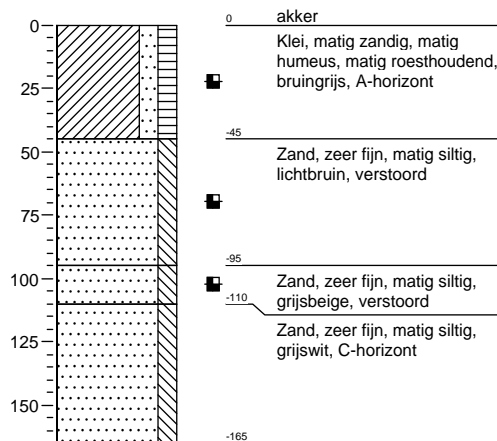 0
25
50
75
100
125
150
0 akker
Klei, matig zandig, matig
humeus, matig roesthoudend,
bruingrijs, A-horizont
-45
Zand, zeer fijn, matig siltig,
lichtbruin, verstoord
-95
Zand, zeer fijn, matig siltig,
grijsbeige, verstoord
-110
Zand, zeer fijn, matig siltig,
grijswit, C-horizont
-165